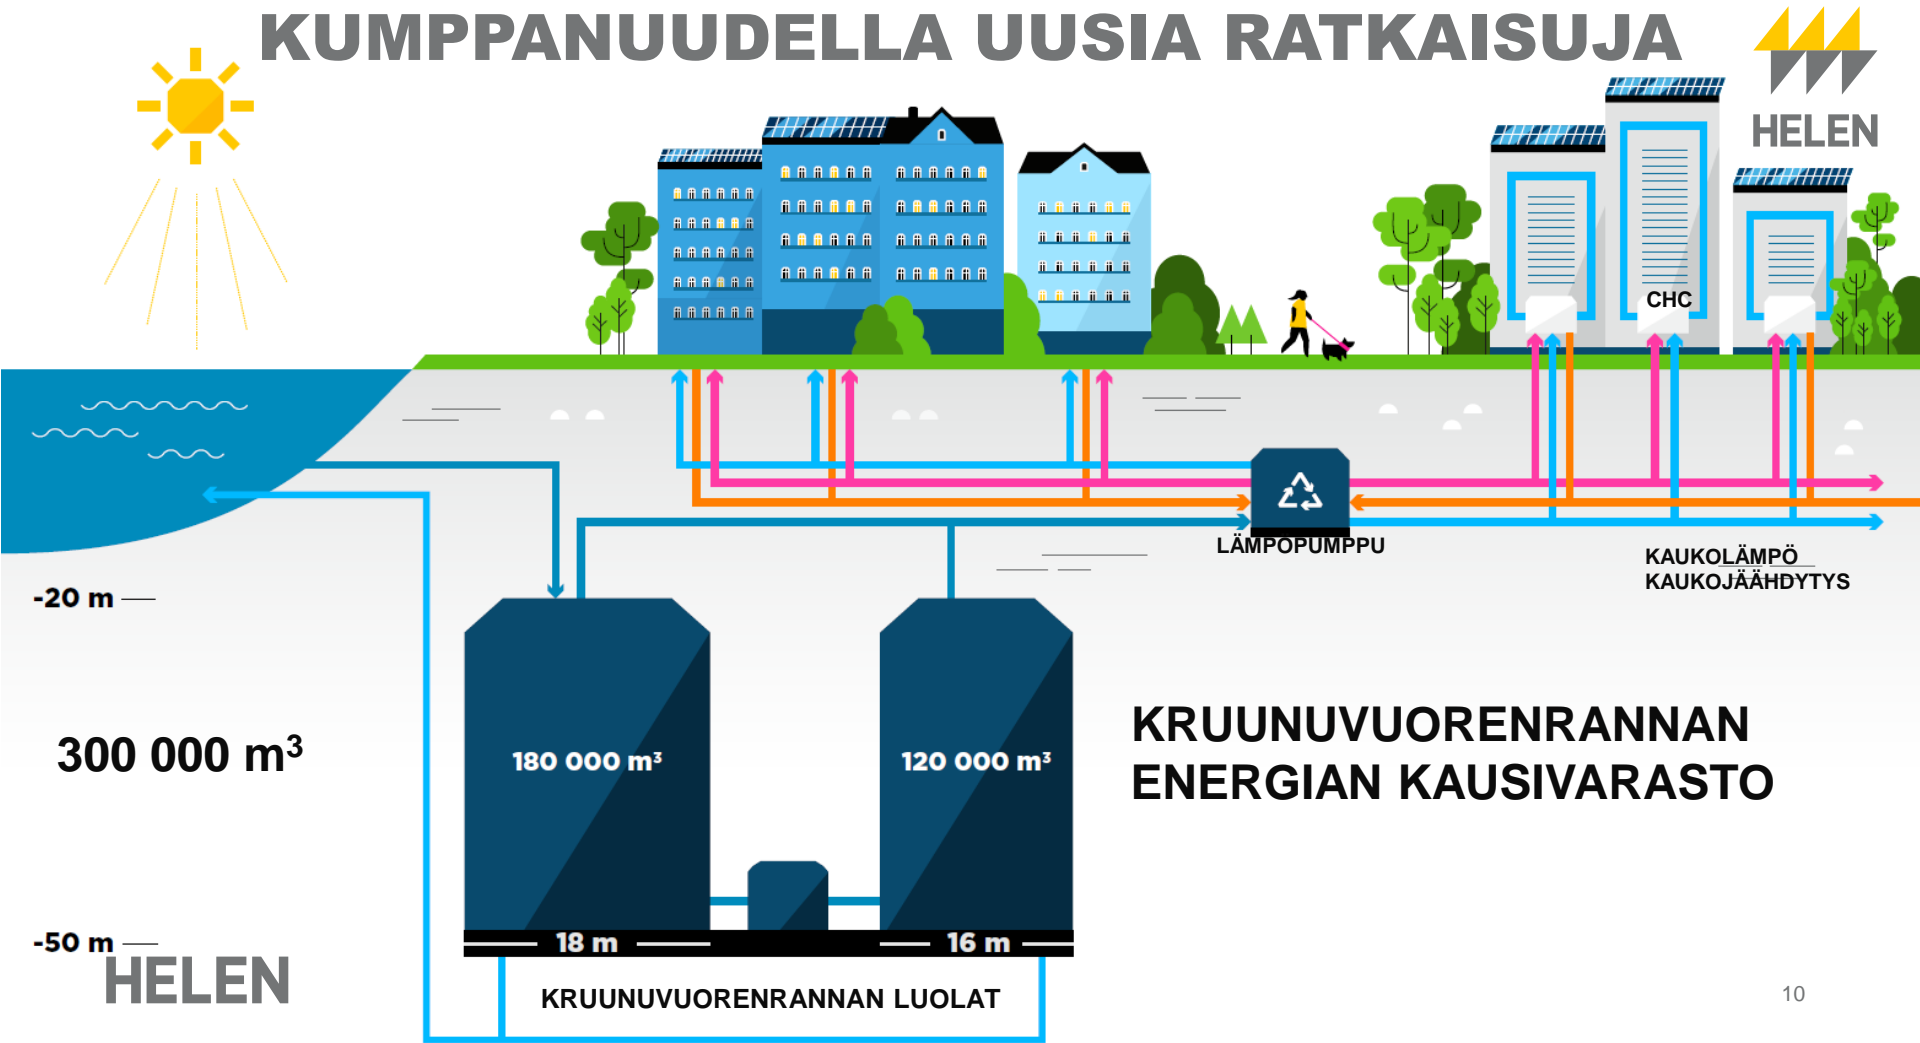 KUMPPANUUDELLA UUSIA RATKAISUJA
HELEN
CHC
LÄMPÖPUMPPU
KAUKOLÄMPÖ
KAUKOJÄÄHDYTYS
-20 m
300 000 m³
180 000 m³
120 000 m³
KRUUNUVUORENRANNAN
ENERGIAN KAUSIVARASTO
-50 m
18 m
16 m
HELEN
KRUUNUVUORENRANNAN LUOLAT
10